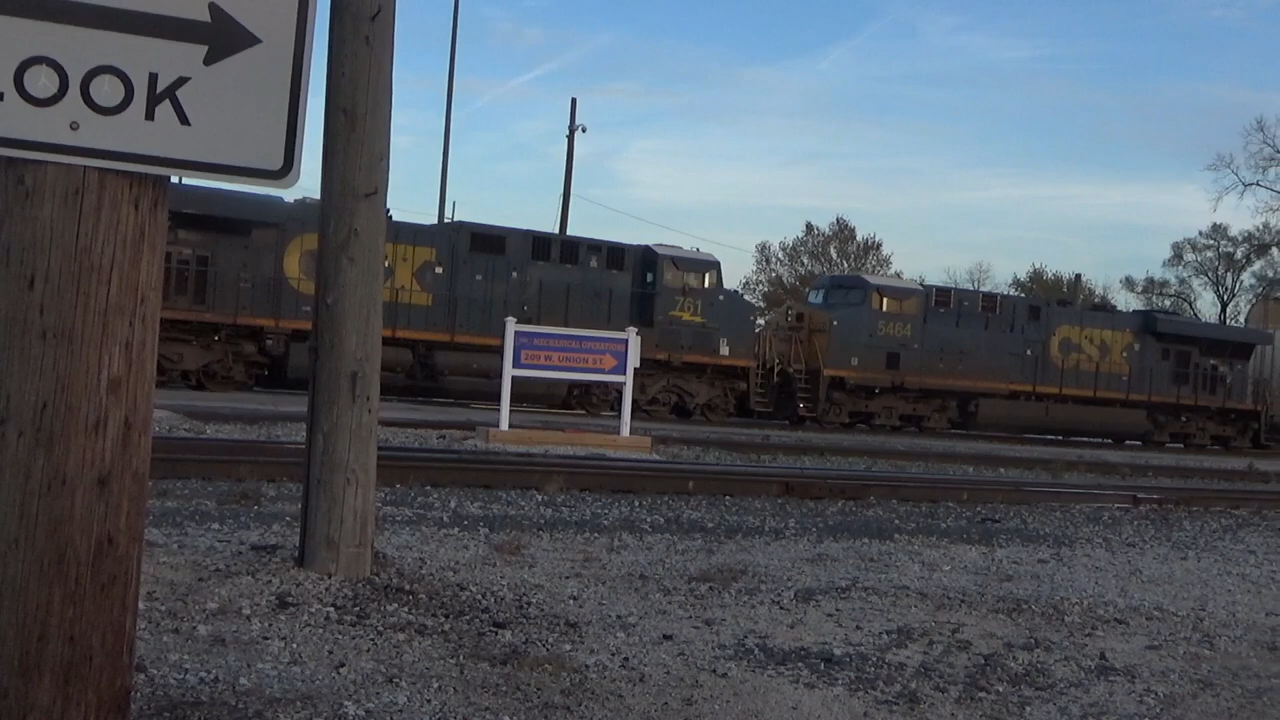 LOOK
CSX
761
MECHANICAL OPERATIONS
209 W. UNION ST.
5464
CSX